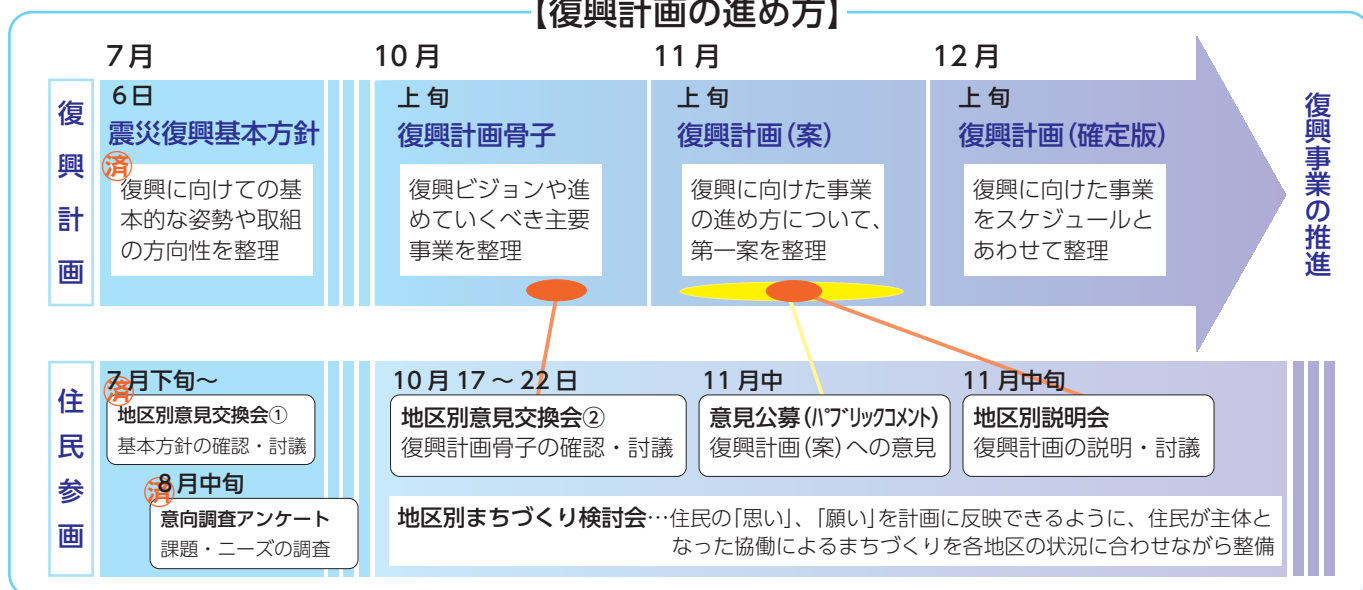 【復興計画の進め方】
7月
10月
11月
12月
復興計画
6日
震災復興基本方針
済
復興に向けての基
本的な姿勢や取組
の方向性を整理
上旬
復興計画骨子
復興ビジョンや進
めていくべき主要
事業を整理
上旬
復興計画(案)
復興に向けた事業
の進め方について、
第一案を整理
上旬
復興計画(確定版)
復興に向けた事業
をスケジュールと
あわせて整理
復興事業の推進
住民参画
済
7月下旬~
地区別意見交換会①
基本方針の確認・討議
済
8月中旬
意向調査アンケート
課題・ニーズの調査
10月17~22日
地区別意見交換会②
復興計画骨子の確認・討議
11月中
意見公募(パブリックコメント)
復興計画(案)への意見
11月中旬
地区別説明会
復興計画の説明・討議
地区別まちづくり検討会…住民の「思い」、「願い」を計画に反映できるように、住民が主体と
なった協働によるまちづくりを各地区の状況に合わせながら整備